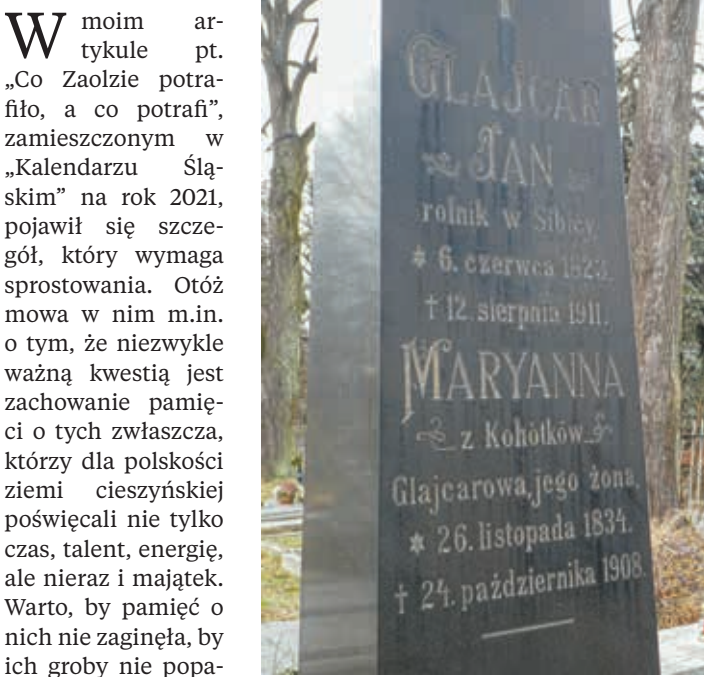 W moim ar-
tykule pt.
„Co Zaolzie potra-
fiło, a co potrafi”,
zamieszczonym w
„Kalendarzu Ślą-
skim” na rok 2021,
pojawił się szcze-
gół, który wymaga
sprostowania. Otóż
mowa w nim m.in.
o tym, że niezwykle
ważną kwestią jest
zachowanie pamię-
ci o tych zwłaszcza,
którzy dla polskości
ziemi cieszyńskiej
poświęcali nie tylko
czas, talent, energię,
ale nieraz i majątek.
Warto, by pamięć o
nich nie zaginęła, by
ich groby nie popa-
GLAJCAR
JAN
rolnik w Sibicy,
* 6. czerwca 1823.
† 12. sierpnia 1911.
MARYANNA
z Kohótków
Glajcarowa, jego żona,
* 26. listopada 1834.
† 24. października 1908.